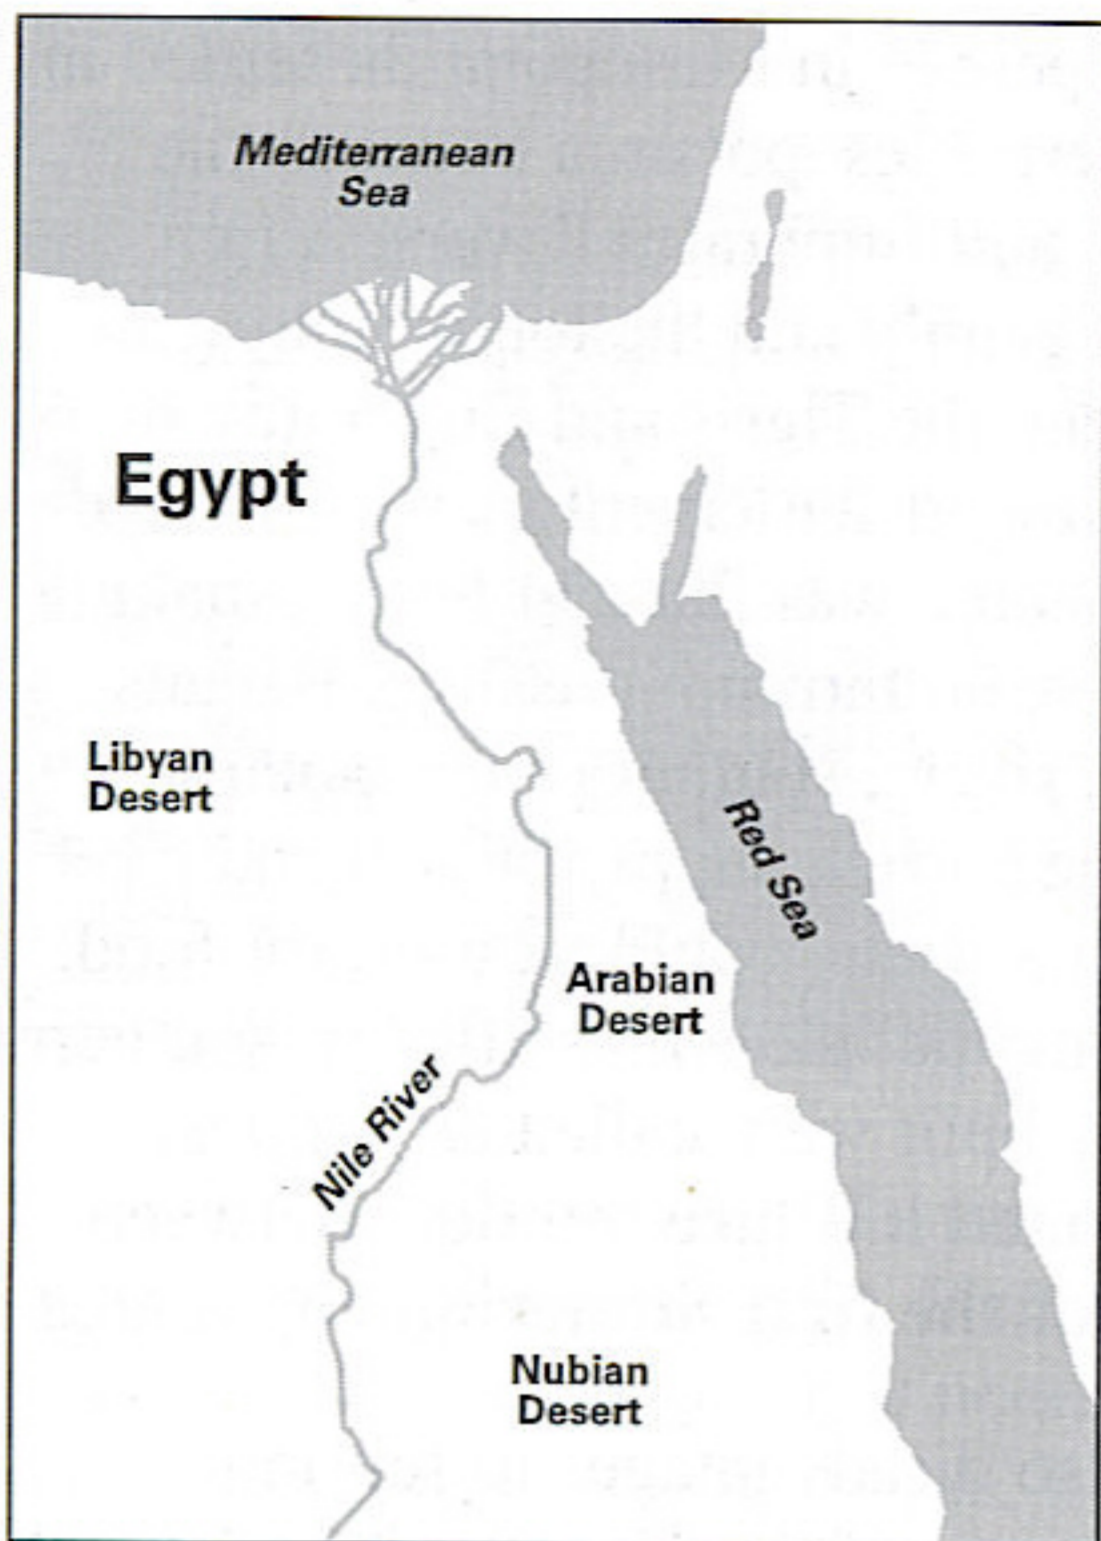 Mediterranean
Sea
Egypt
Libyan
Desert
Red Sea
Arabian
Desert
Nile River
Nubian
Desert